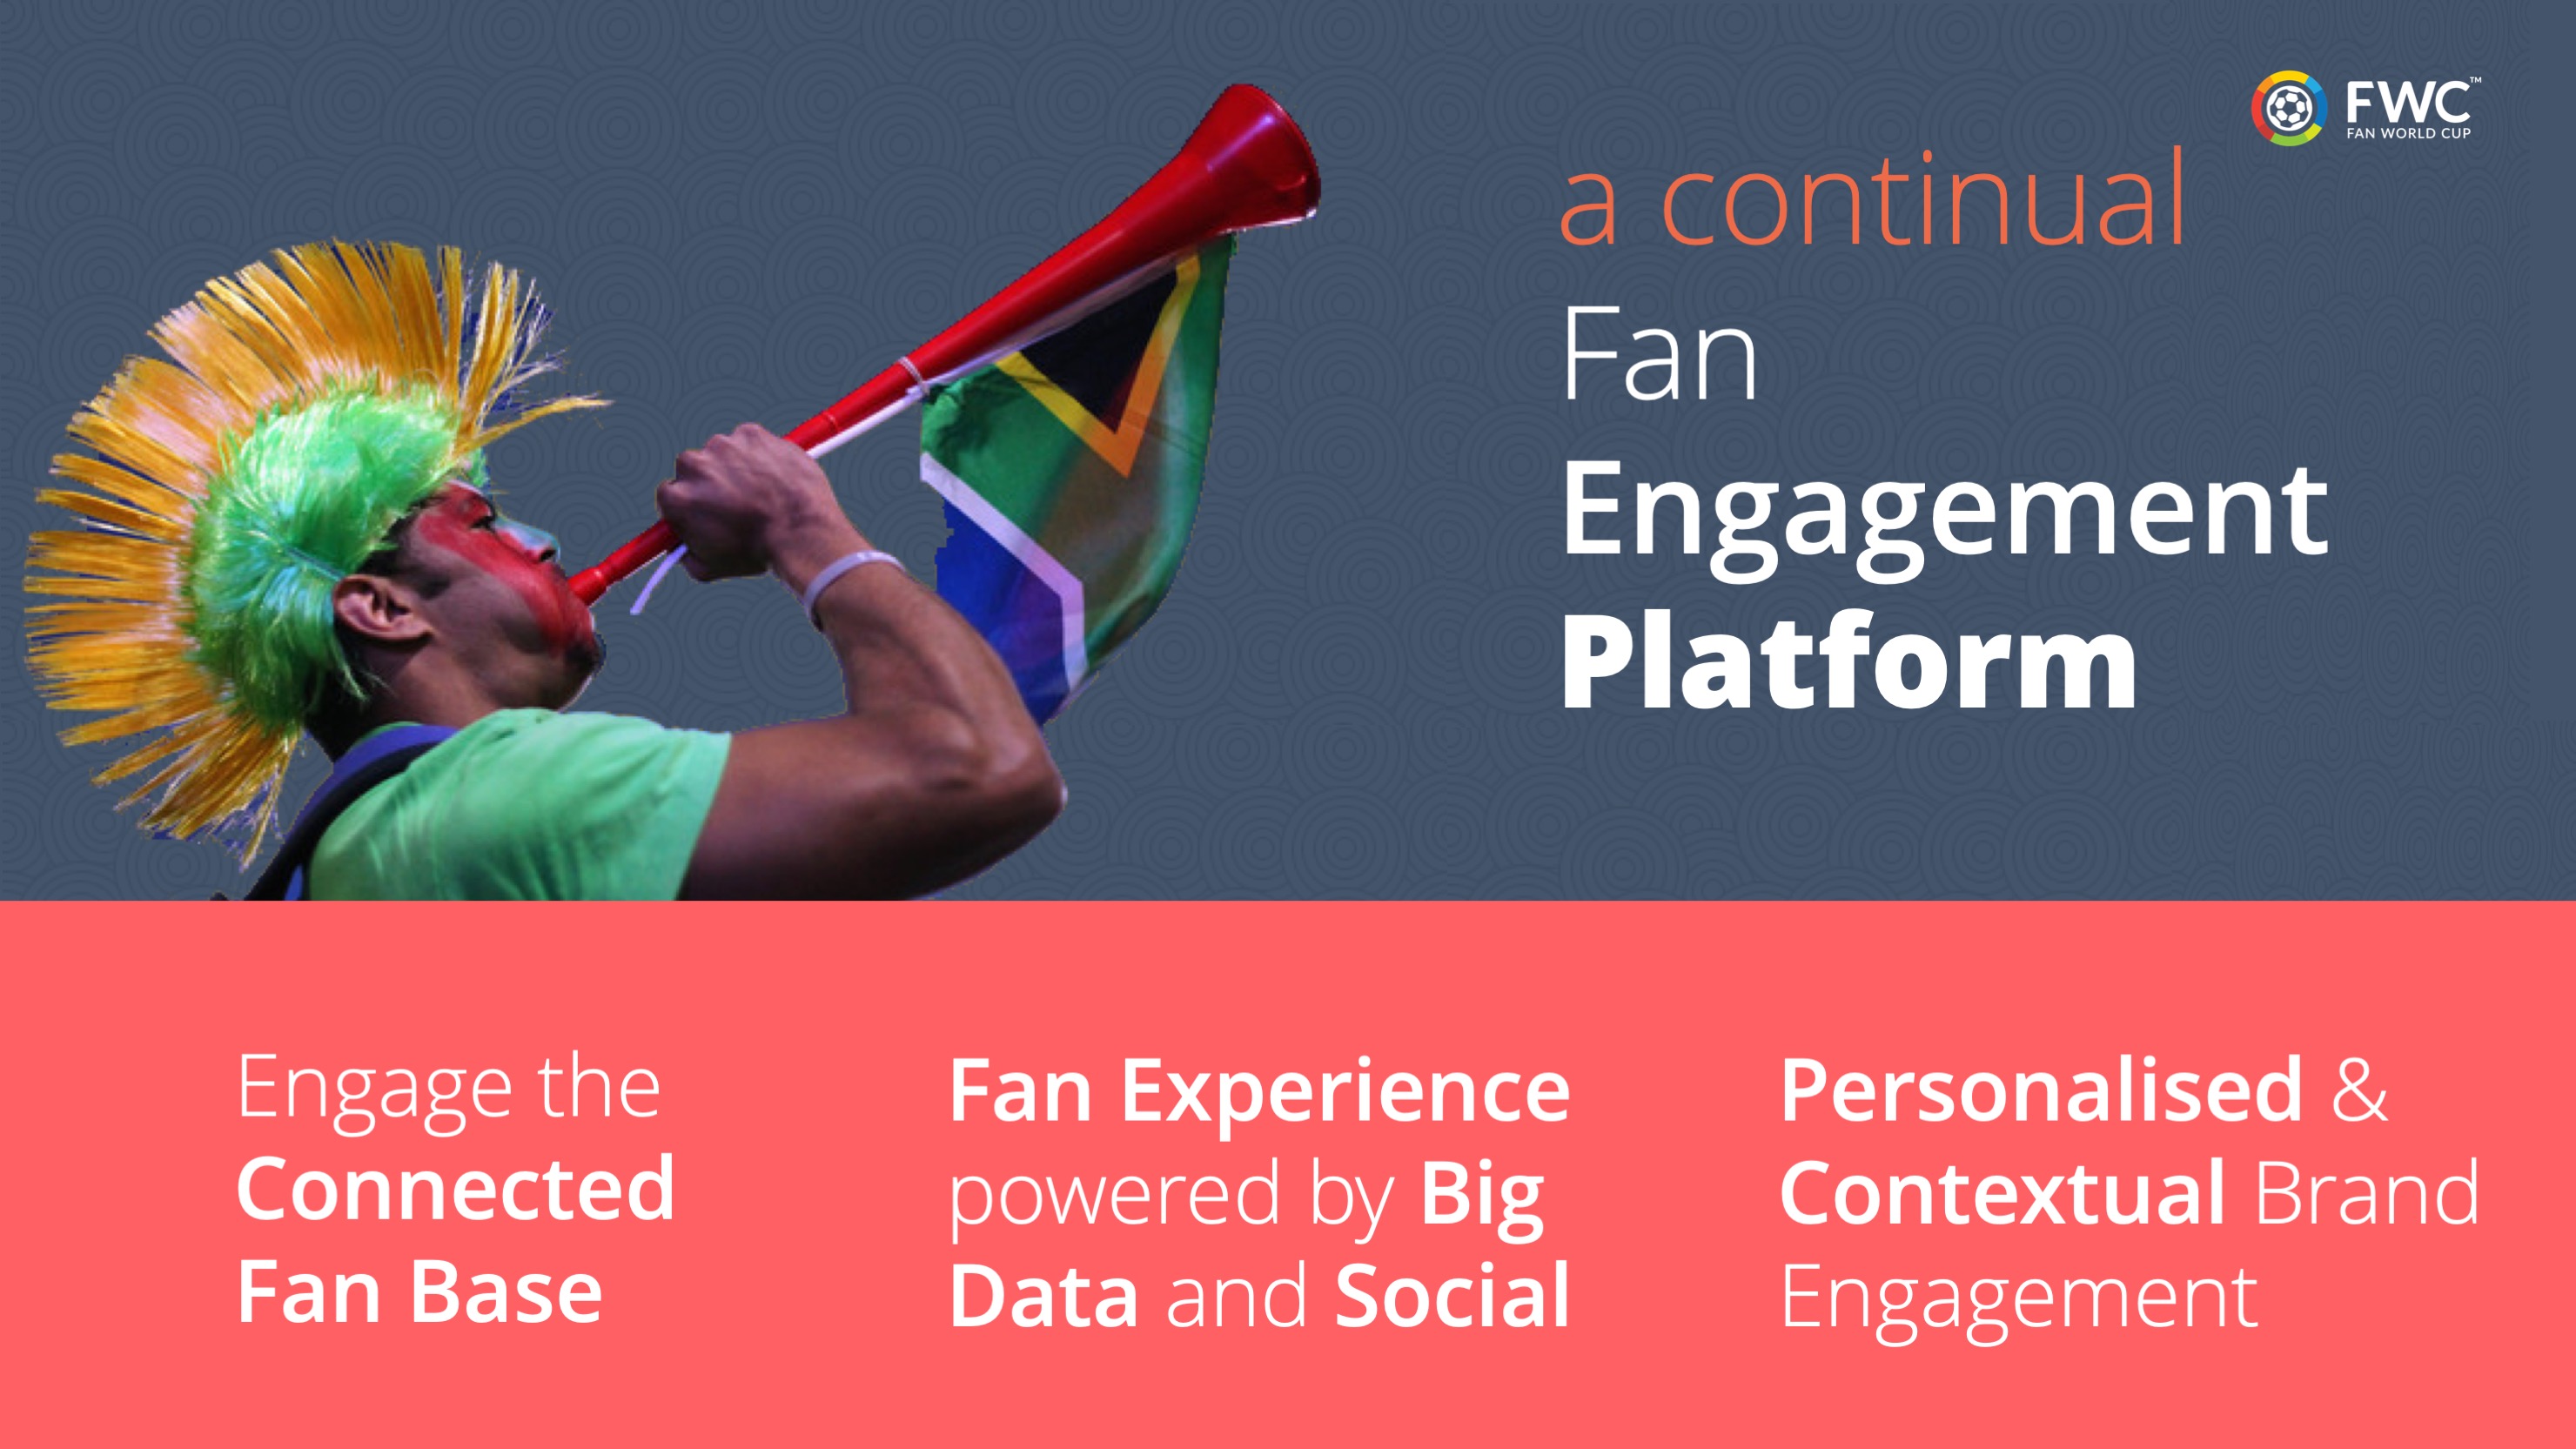 FWC™
FAN WORLD CUP
a continual
Fan
Engagement
Platform
Engage the
Connected
Fan Base
Fan Experience
powered by Big
Data and Social
Personalised &
Contextual Brand
Engagement